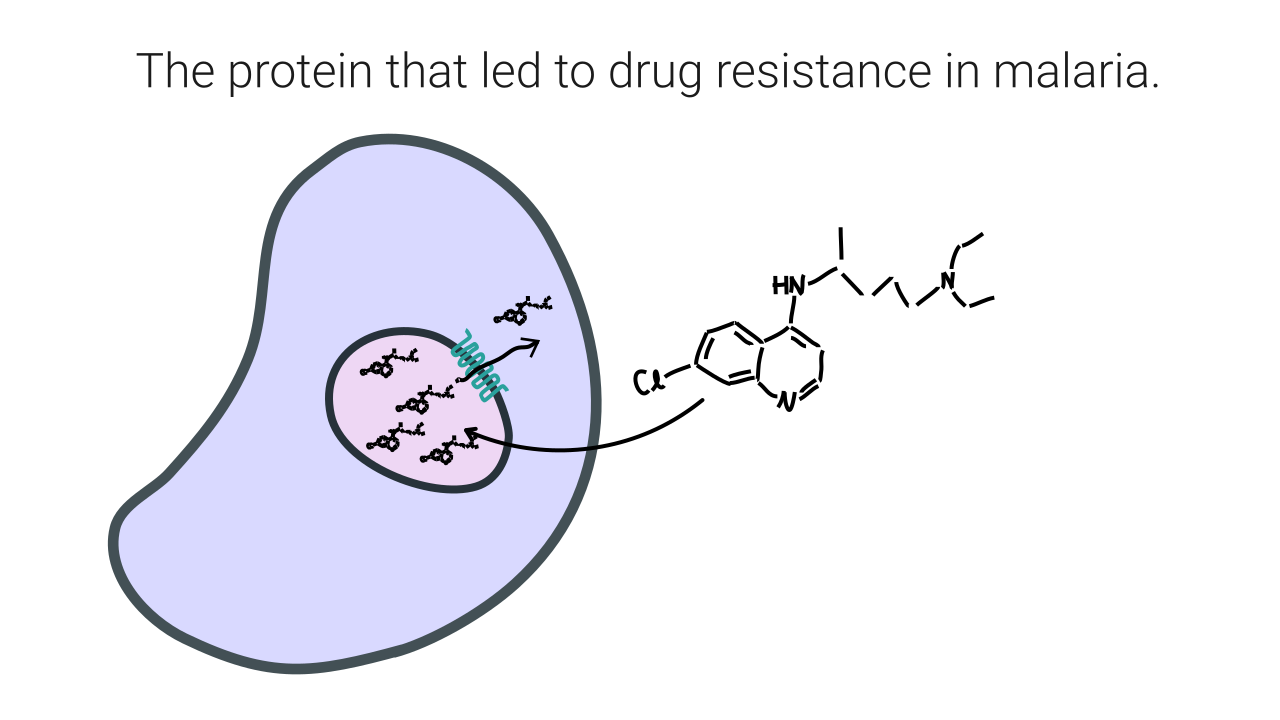 The protein that led to drug resistance in malaria.
HN
N
Cl
N